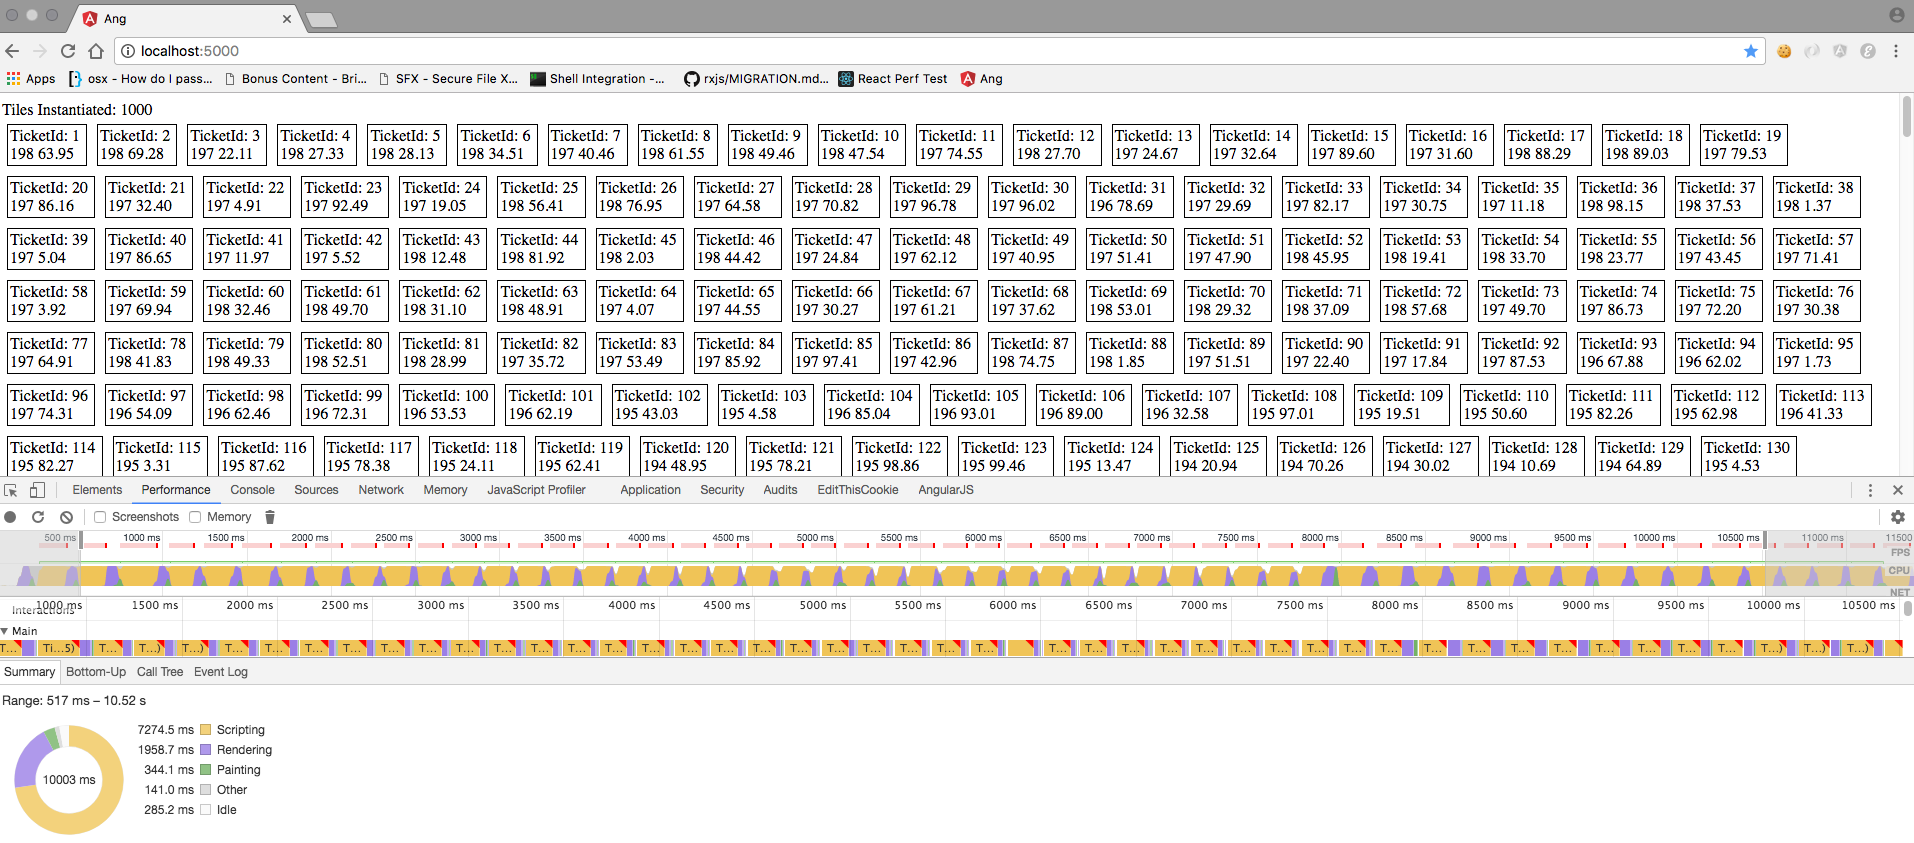 Ang
localhost:5000
Apps osx - How do I pass... Bonus Content - Bri... SFX - Secure File X... Shell Integration -... rxjs/MIGRATION.md... React Perf Test Ang
Tiles Instantiated: 1000
TicketId: 1 TicketId: 2 TicketId: 3 TicketId: 4 TicketId: 5 TicketId: 6 TicketId: 7 TicketId: 8 TicketId: 9 TicketId: 10 TicketId: 11 TicketId: 12 TicketId: 13 TicketId: 14 TicketId: 15 TicketId: 16 TicketId: 17 TicketId: 18 TicketId: 19
198 63.95 198 69.28 197 22.11 198 27.33 198 28.13 198 34.51 197 40.46 198 61.55 198 49.46 198 47.54 197 74.55 198 27.70 197 24.67 197 32.64 197 89.60 197 31.60 198 88.29 198 89.03 197 79.53
TicketId: 20 TicketId: 21 TicketId: 22 TicketId: 23 TicketId: 24 TicketId: 25 TicketId: 26 TicketId: 27 TicketId: 28 TicketId: 29 TicketId: 30 TicketId: 31 TicketId: 32 TicketId: 33 TicketId: 34 TicketId: 35 TicketId: 36 TicketId: 37 TicketId: 38
197 86.16 197 32.40 197 4.91 197 92.49 197 19.05 198 56.41 198 76.95 197 64.58 197 70.82 197 96.78 197 96.02 196 78.69 197 29.69 197 82.17 197 30.75 197 11.18 198 98.15 198 37.53 198 1.37
TicketId: 39 TicketId: 40 TicketId: 41 TicketId: 42 TicketId: 43 TicketId: 44 TicketId: 45 TicketId: 46 TicketId: 47 TicketId: 48 TicketId: 49 TicketId: 50 TicketId: 51 TicketId: 52 TicketId: 53 TicketId: 54 TicketId: 55 TicketId: 56 TicketId: 57
197 5.04 197 86.65 197 11.97 197 5.52 198 12.48 198 81.92 198 2.03 198 44.42 197 24.84 197 62.12 197 40.95 197 51.41 197 47.90 198 45.95 198 19.41 198 33.70 198 23.77 197 43.45 197 71.41
TicketId: 58 TicketId: 59 TicketId: 60 TicketId: 61 TicketId: 62 TicketId: 63 TicketId: 64 TicketId: 65 TicketId: 66 TicketId: 67 TicketId: 68 TicketId: 69 TicketId: 70 TicketId: 71 TicketId: 72 TicketId: 73 TicketId: 74 TicketId: 75 TicketId: 76
197 3.92 197 69.94 198 32.46 198 49.70 198 31.10 198 48.91 197 4.07 197 44.55 197 30.27 197 61.21 197 37.62 198 53.01 198 29.32 198 37.09 198 57.68 197 49.70 197 86.73 197 72.20 197 30.38
TicketId: 77 TicketId: 78 TicketId: 79 TicketId: 80 TicketId: 81 TicketId: 82 TicketId: 83 TicketId: 84 TicketId: 85 TicketId: 86 TicketId: 87 TicketId: 88 TicketId: 89 TicketId: 90 TicketId: 91 TicketId: 92 TicketId: 93 TicketId: 94 TicketId: 95
197 64.91 198 41.83 198 49.33 198 52.51 198 28.99 197 35.72 197 53.49 197 85.92 197 97.41 197 42.96 198 74.75 198 1.85 197 51.51 197 22.40 197 17.84 197 87.53 196 67.88 196 62.02 197 1.73
TicketId: 96 TicketId: 97 TicketId: 98 TicketId: 99 TicketId: 100 TicketId: 101 TicketId: 102 TicketId: 103 TicketId: 104 TicketId: 105 TicketId: 106 TicketId: 107 TicketId: 108 TicketId: 109 TicketId: 110 TicketId: 111 TicketId: 112 TicketId: 113
197 74.31 196 54.09 196 62.46 196 72.31 196 53.53 196 62.19 195 43.03 195 4.58 196 85.04 196 93.01 196 89.00 196 32.58 195 97.01 195 19.51 195 50.60 195 82.26 195 62.98 196 41.33
TicketId: 114 TicketId: 115 TicketId: 116 TicketId: 117 TicketId: 118 TicketId: 119 TicketId: 120 TicketId: 121 TicketId: 122 TicketId: 123 TicketId: 124 TicketId: 125 TicketId: 126 TicketId: 127 TicketId: 128 TicketId: 129 TicketId: 130
195 82.27 195 3.31 195 87.62 195 78.38 195 24.11 195 62.41 194 48.95 195 78.21 195 98.86 195 99.46 195 13.47 194 20.94 194 70.26 194 30.02 194 10.69 194 64.89 195 4.53
Elements Performance Console Sources Network Memory JavaScript Profiler Application Security Audits EditThisCookie AngularJS
Screenshots Memory
500 ms 1000 ms 1500 ms 2000 ms 2500 ms 3000 ms 3500 ms 4000 ms 4500 ms 5000 ms 5500 ms 6000 ms 6500 ms 7000 ms 7500 ms 8000 ms 8500 ms 9000 ms 9500 ms 10000 ms 10500 ms 11000 ms 11500
FPS
CPU
NET
Interactions
1000 ms 1500 ms 2000 ms 2500 ms 3000 ms 3500 ms 4000 ms 4500 ms 5000 ms 5500 ms 6000 ms 6500 ms 7000 ms 7500 ms 8000 ms 8500 ms 9000 ms 9500 ms 10000 ms 10500 ms
Main
T... Ti...5) T... T...) T...) T... T... T... T... T... T... T... T... T... T... T... T... T... T... T... T... T... T... T... T... T... T... T... T... T... T... T... T... T... T... T... T... T... T... T... T... T... T... T... T...) T...) T...)
Summary Bottom-Up Call Tree Event Log
Range: 517 ms – 10.52 s
10003 ms
7274.5 ms Scripting
1958.7 ms Rendering
344.1 ms Painting
141.0 ms Other
285.2 ms Idle